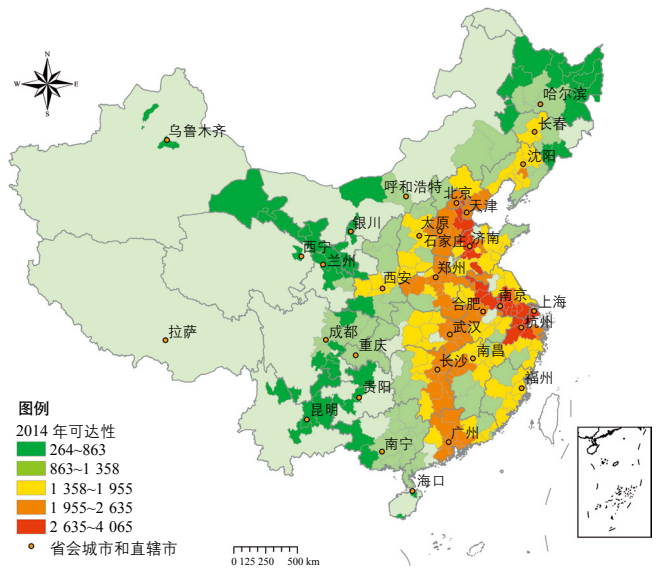 N
W
E
S
哈尔滨
乌鲁木齐
长春
沈阳
呼和浩特
北京
天津
银川
太原
石家庄
济南
西宁
兰州
郑州
西安
合肥
南京
上海
杭州
拉萨
成都
武汉
重庆
长沙
南昌
贵阳
福州
昆明
广州
南宁
海口
图例
2014 年可达性
264~863
863~1 358
1 358~1 955
1 955~2 635
2 635~4 065
省会城市和直辖市
0 125 250 500 km